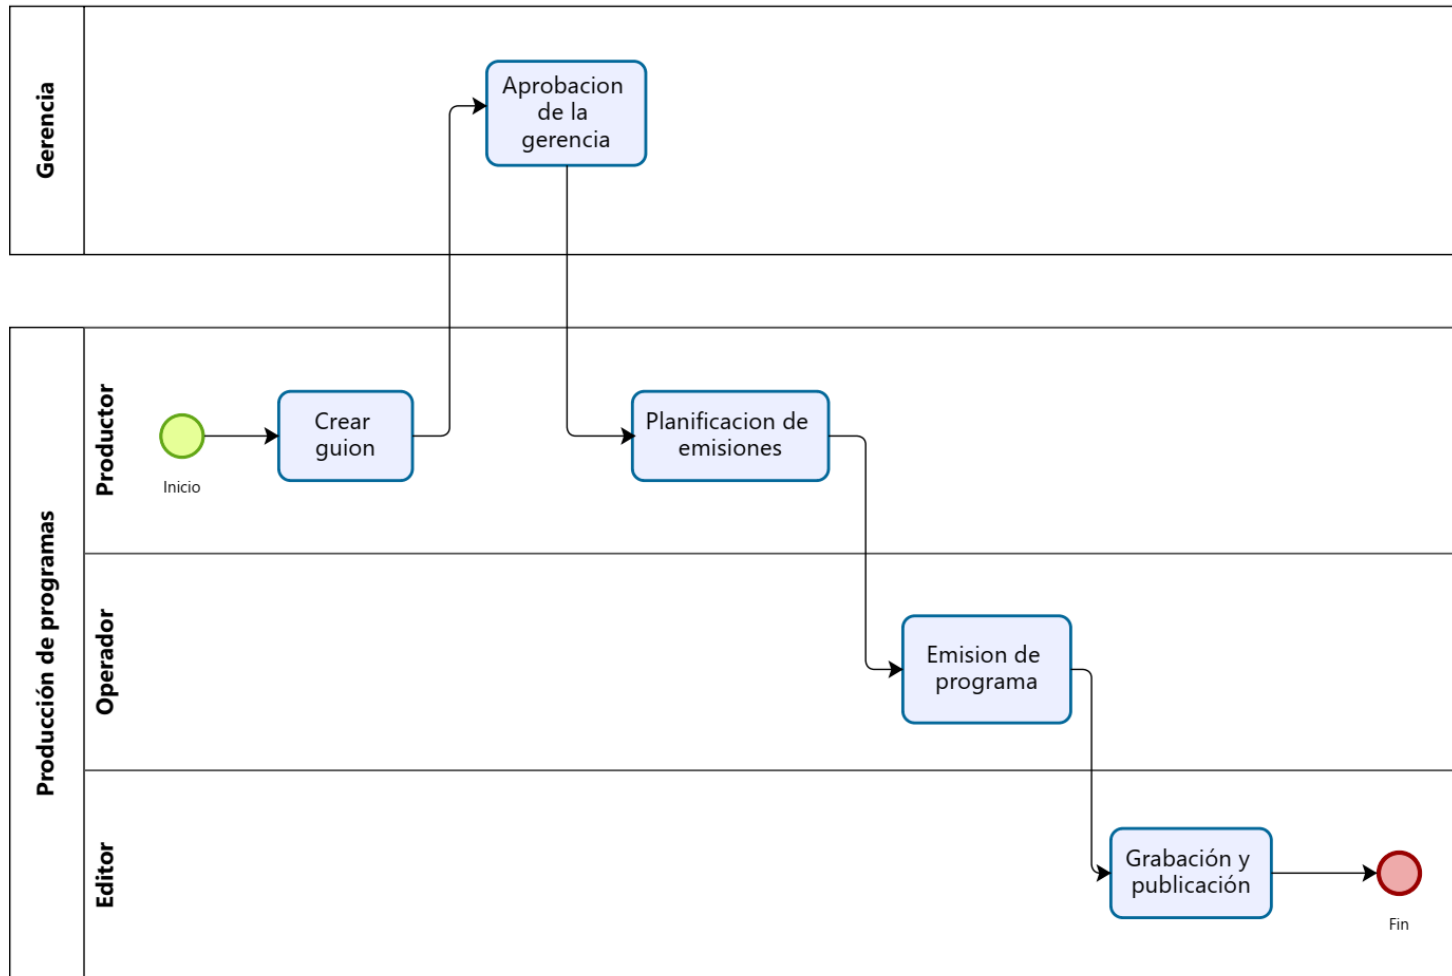 Gerencia
Aprobacion
de la
gerencia
Producción de programas
Productor
Inicio
Crear
guion
Planificacion de
emisiones
Operador
Emision de
programa
Editor
Grabación y
publicación
Fin